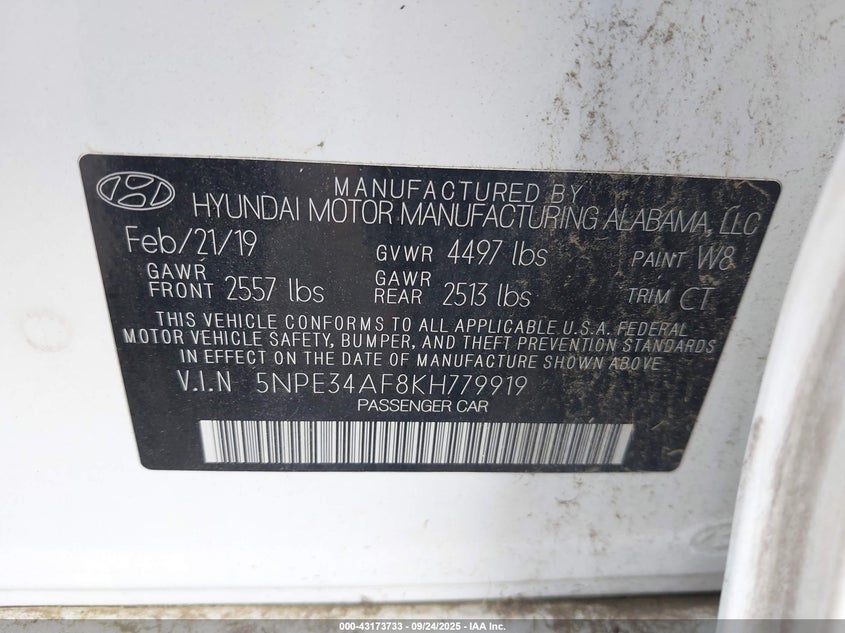 MANUFACTURED BY
HYUNDAI MOTOR MANUFACTURING ALABAMA, LLC
Feb/21/19 GVWR 4497 lbs PAINT W8
GAWR FRONT 2557 lbs GAWR REAR 2513 lbs TRIM CT
THIS VEHICLE CONFORMS TO ALL APPLICABLE U.S.A. FEDERAL
MOTOR VEHICLE SAFETY, BUMPER, AND THEFT PREVENTION STANDARDS
IN EFFECT ON THE DATE OF MANUFACTURE SHOWN ABOVE
V.I.N 5NPE34AF8KH779919
PASSENGER CAR
000-43173733 - 09/24/2025 - IAA Inc.